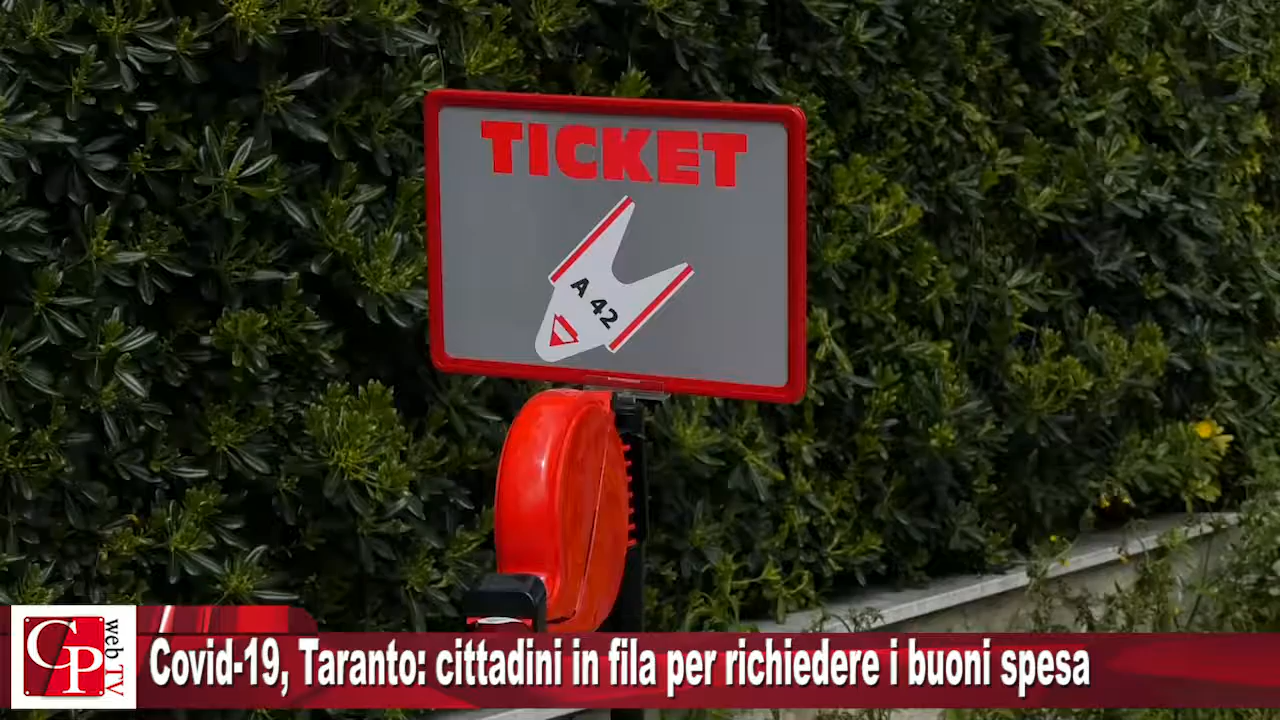 TICKET
A 42
CP
web.TV
Covid-19, Taranto: cittadini in fila per richiedere i buoni spesa